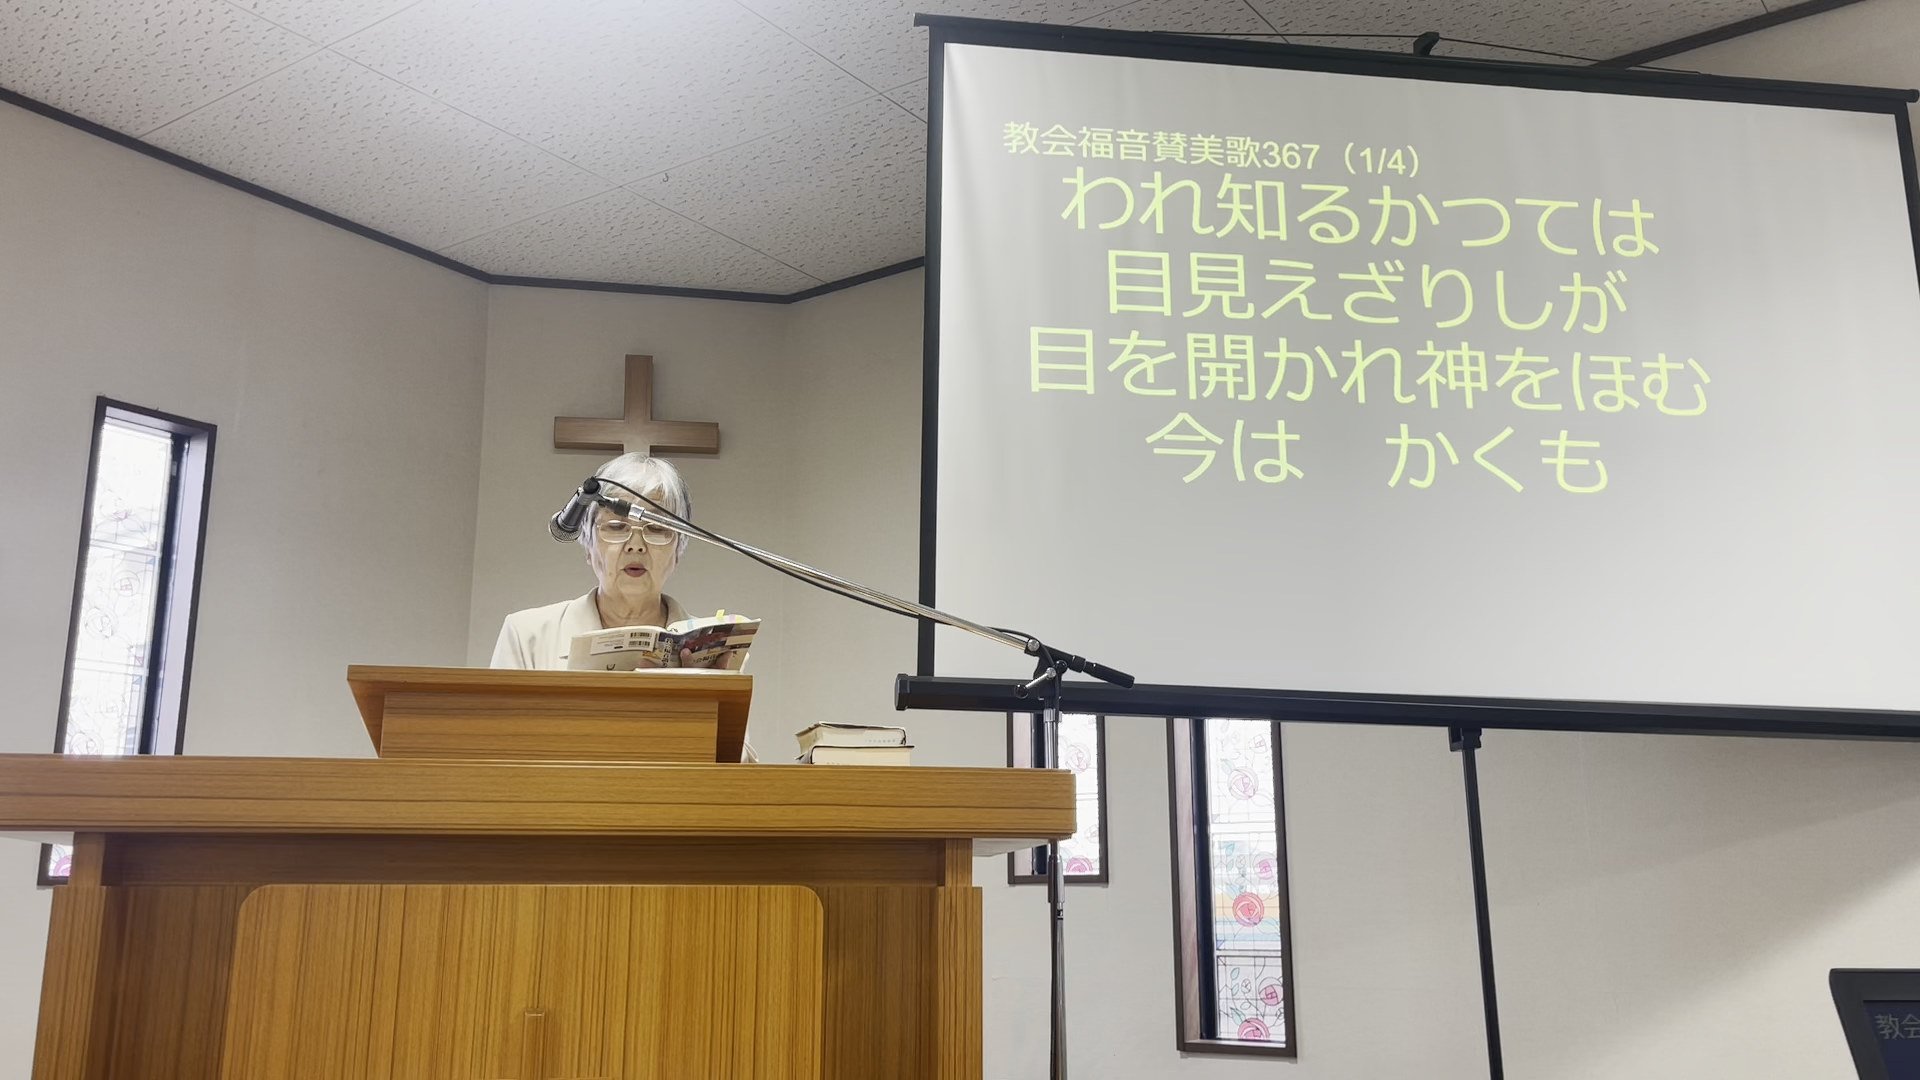 教会福音賛美歌367（1/4）
われ知るかつては
目見えざりしが
目を開かれ神をほむ
今は　かくも
教会